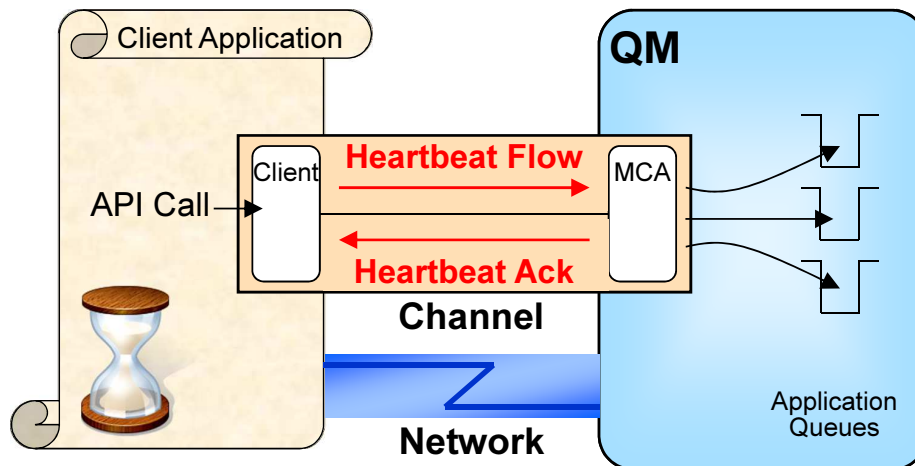 Client Application
QM
Client
Heartbeat Flow
MCA
API Call
Heartbeat Ack
Channel
Application
Queues
Network